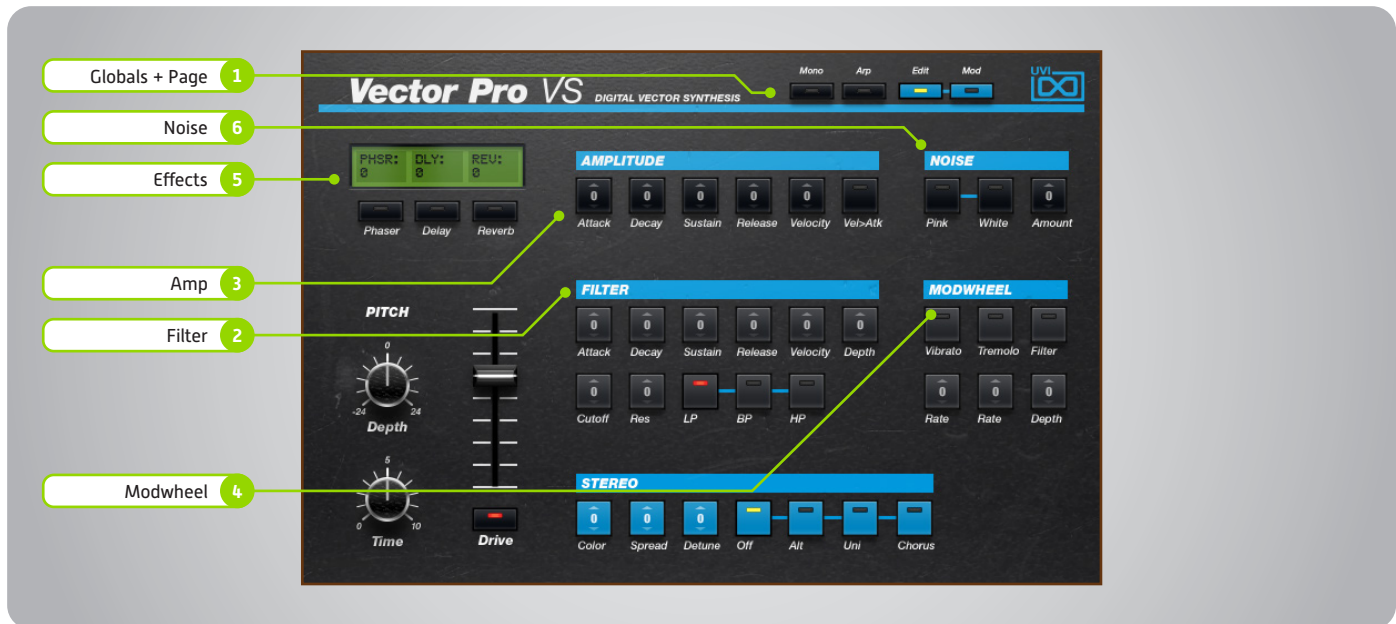 Globals + Page 1
Noise 6
Effects 5
Amp 3
Filter 2
Modwheel 4
Vector Pro VS DIGITAL VECTOR SYNTHESIS
Mono Arp Edit Mod
UVI
PHSR: DLY: REV:
0 0 0
Phaser Delay Reverb
AMPLITUDE
0 0 0 0 0
Attack Decay Sustain Release Velocity Vel>Atk
NOISE
0
Pink White Amount
PITCH
0
-24 24
Depth
5
0 10
Time
Drive
FILTER
0 0 0 0 0 0
Attack Decay Sustain Release Velocity Depth
0 0
Cutoff Res LP BP HP
MODWHEEL
Vibrato Tremolo Filter
0 0 0
Rate Rate Depth
STEREO
0 0 0
Color Spread Detune Off Alt Uni Chorus